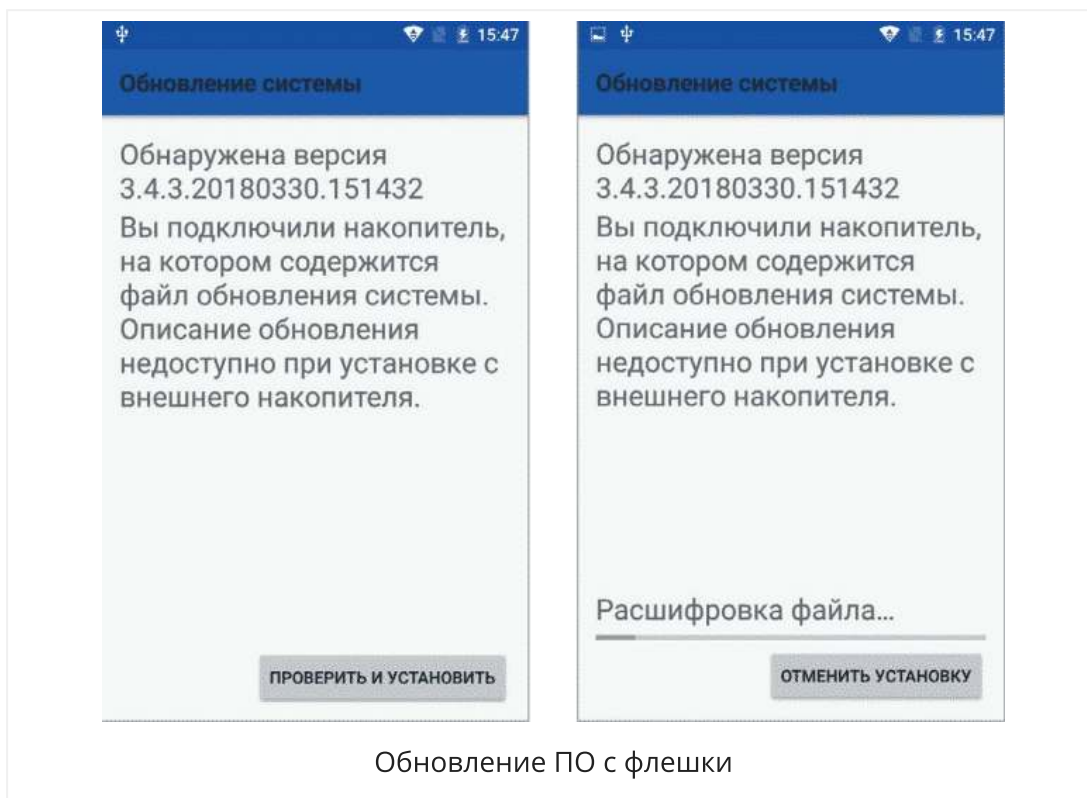 15:47
Обновление системы
Обнаружена версия
3.4.3.20180330.151432
Вы подключили накопитель,
на котором содержится
файл обновления системы.
Описание обновления
недоступно при установке с
внешнего накопителя.
ПРОВЕРИТЬ И УСТАНОВИТЬ
15:47
Обновление системы
Обнаружена версия
3.4.3.20180330.151432
Вы подключили накопитель,
на котором содержится
файл обновления системы.
Описание обновления
недоступно при установке с
внешнего накопителя.
Расшифровка файла...
ОТМЕНИТЬ УСТАНОВКУ
Обновление ПО с флешки